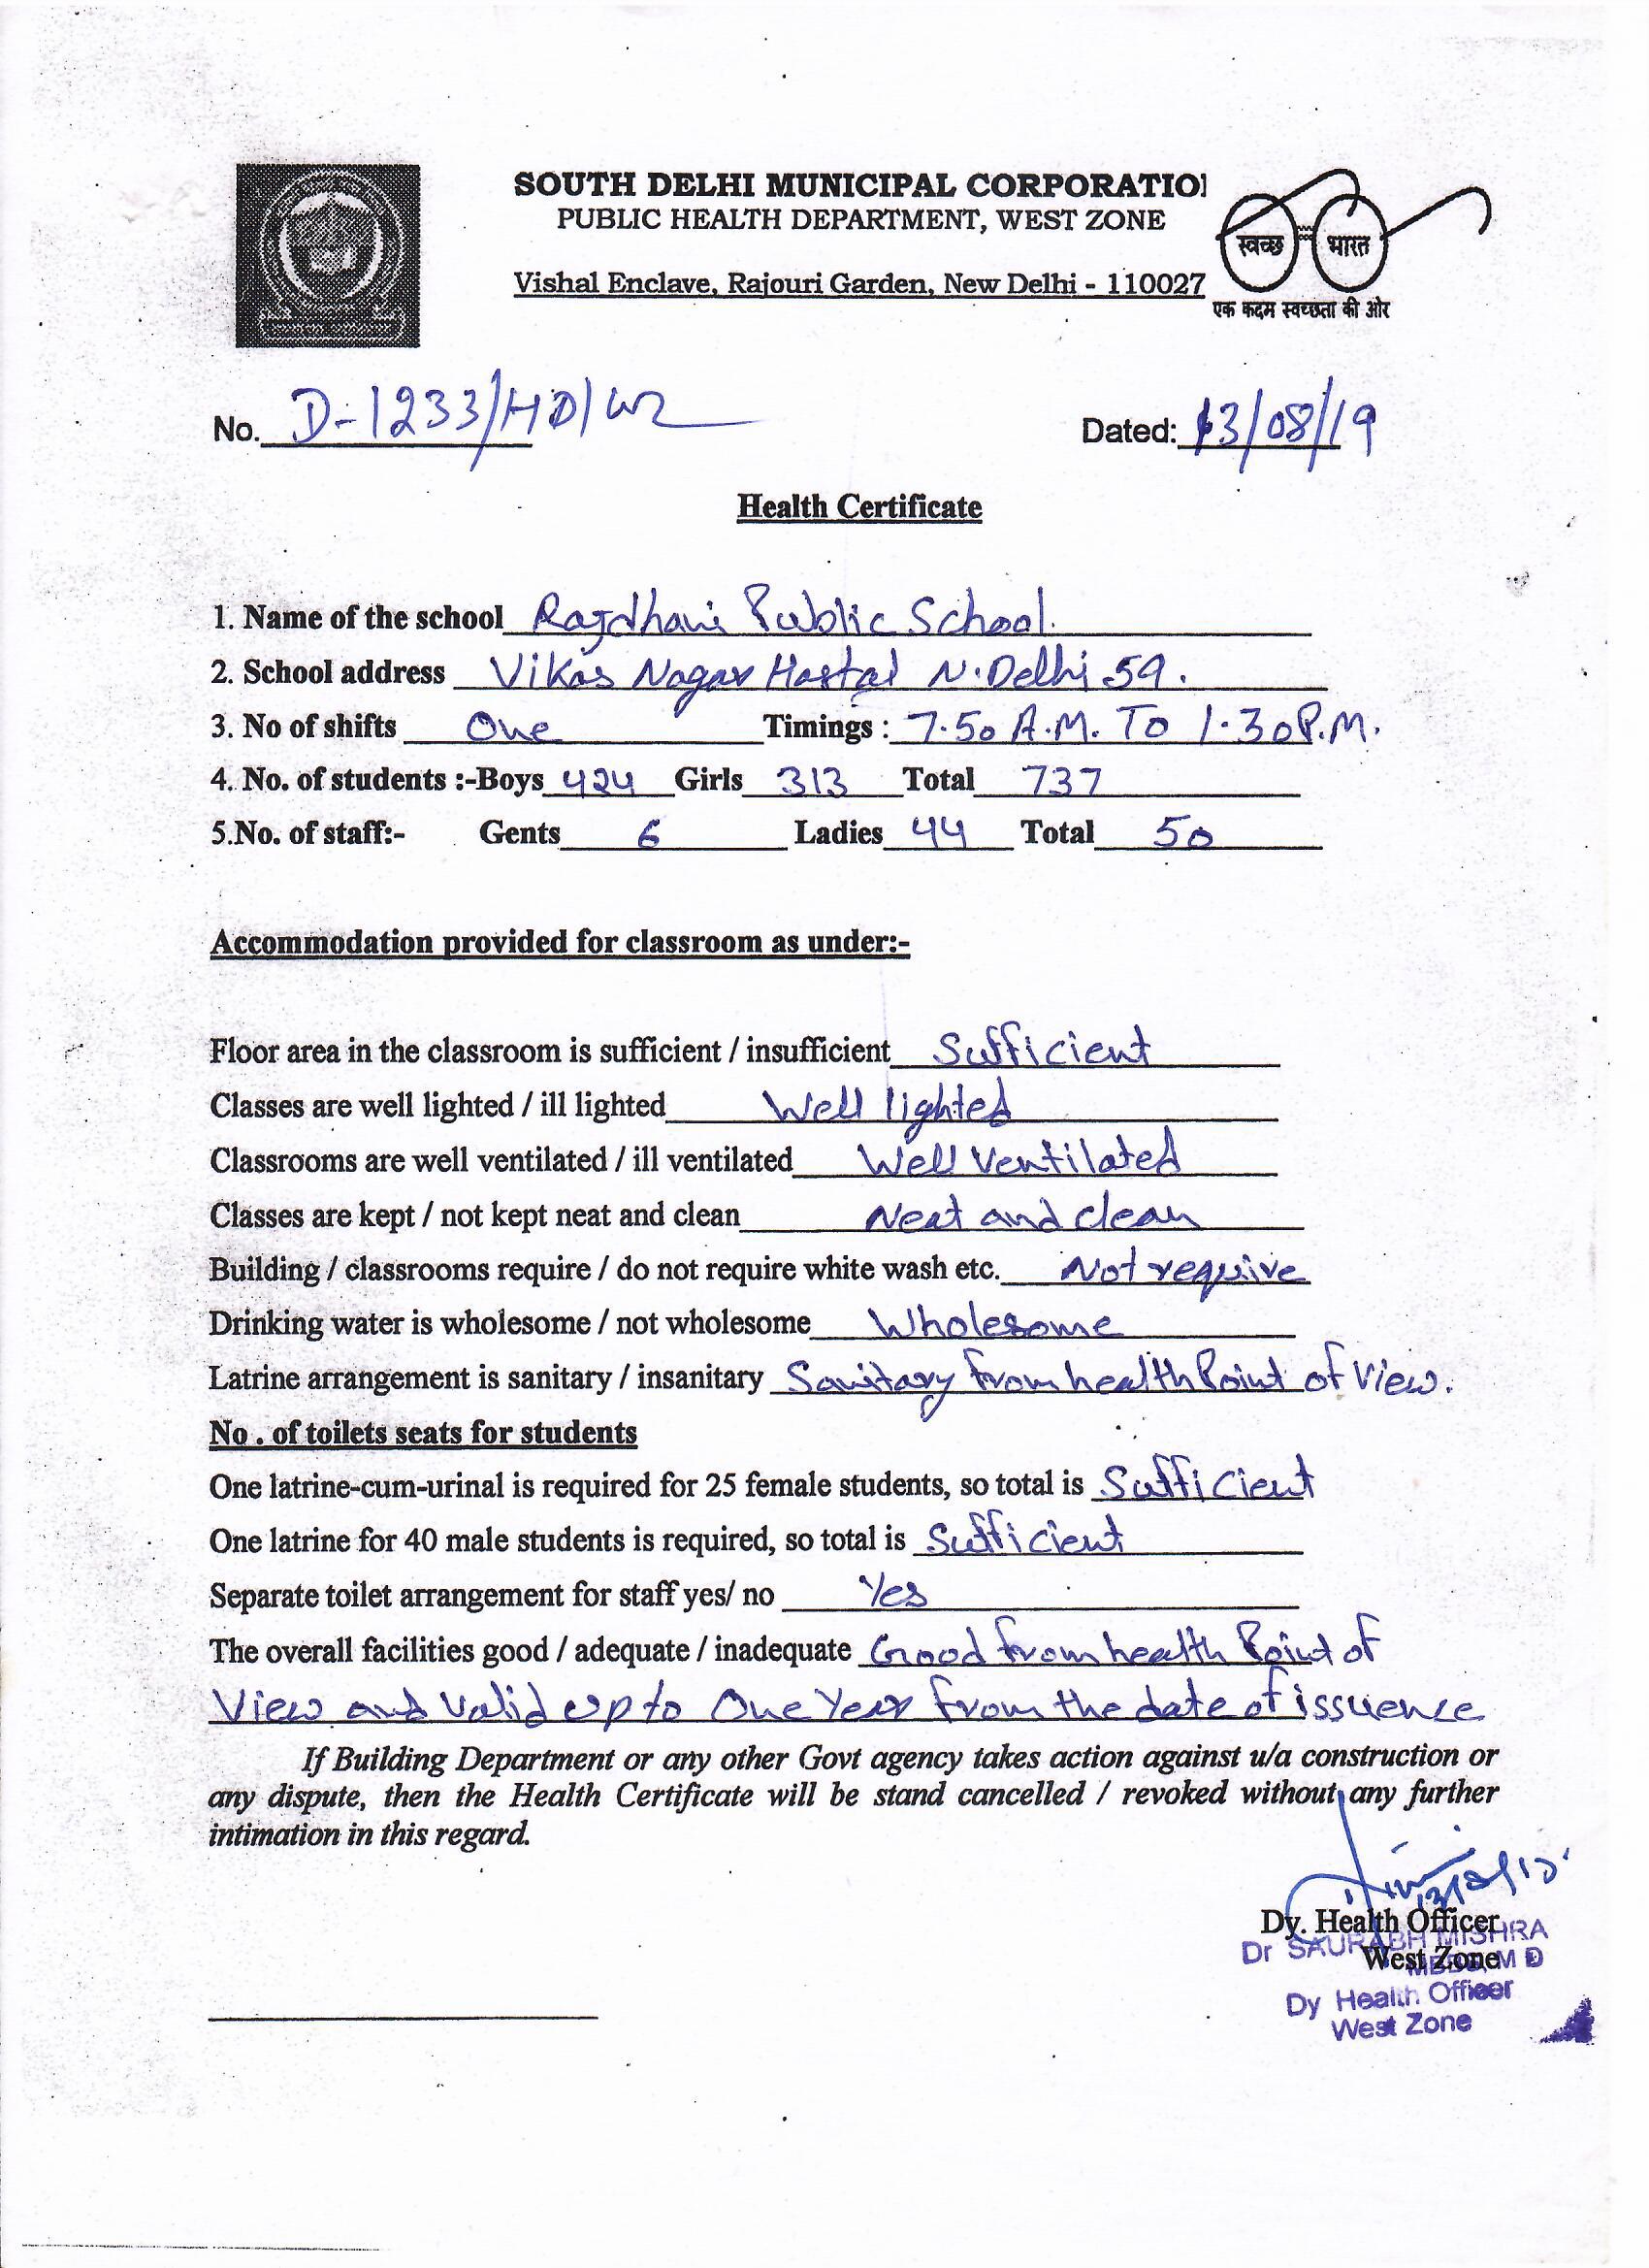 SOUTH DELHI MUNICIPAL CORPORATIO
PUBLIC HEALTH DEPARTMENT, WEST ZONE
Vishal Enclave, Rajouri Garden, New Delhi - 110027
स्वच्छ भारत
एक कदम स्वच्छता की ओर
No. D-1233/HD/WZ Dated: 13/08/19
Health Certificate
1. Name of the school Rajdhani Public School.
2. School address Vikas Nagar Hastal N.Delhi 59.
3. No of shifts One Timings : 7.50 A.M. To 1.30 P.M.
4. No. of students :-Boys 424 Girls 313 Total 737
5.No. of staff:- Gents 6 Ladies 44 Total 50
Accommodation provided for classroom as under:-
Floor area in the classroom is sufficient / insufficient Sufficient
Classes are well lighted / ill lighted Well lighted
Classrooms are well ventilated / ill ventilated Well Ventilated
Classes are kept / not kept neat and clean Neat and clean
Building / classrooms require / do not require white wash etc. Not require
Drinking water is wholesome / not wholesome Wholesome
Latrine arrangement is sanitary / insanitary Sanitary from health Point of View.
No . of toilets seats for students
One latrine-cum-urinal is required for 25 female students, so total is Sufficient
One latrine for 40 male students is required, so total is Sufficient
Separate toilet arrangement for staff yes/ no Yes
The overall facilities good / adequate / inadequate Good from health Point of
View and Valid up to One Year from the date of issuence
If Building Department or any other Govt agency takes action against u/a construction or
any dispute, then the Health Certificate will be stand cancelled / revoked without any further
intimation in this regard.
Dy. Health Officer
West Zone
Dr SAURABH MISHRA
MBBS, M D
Dy Health Officer
West Zone